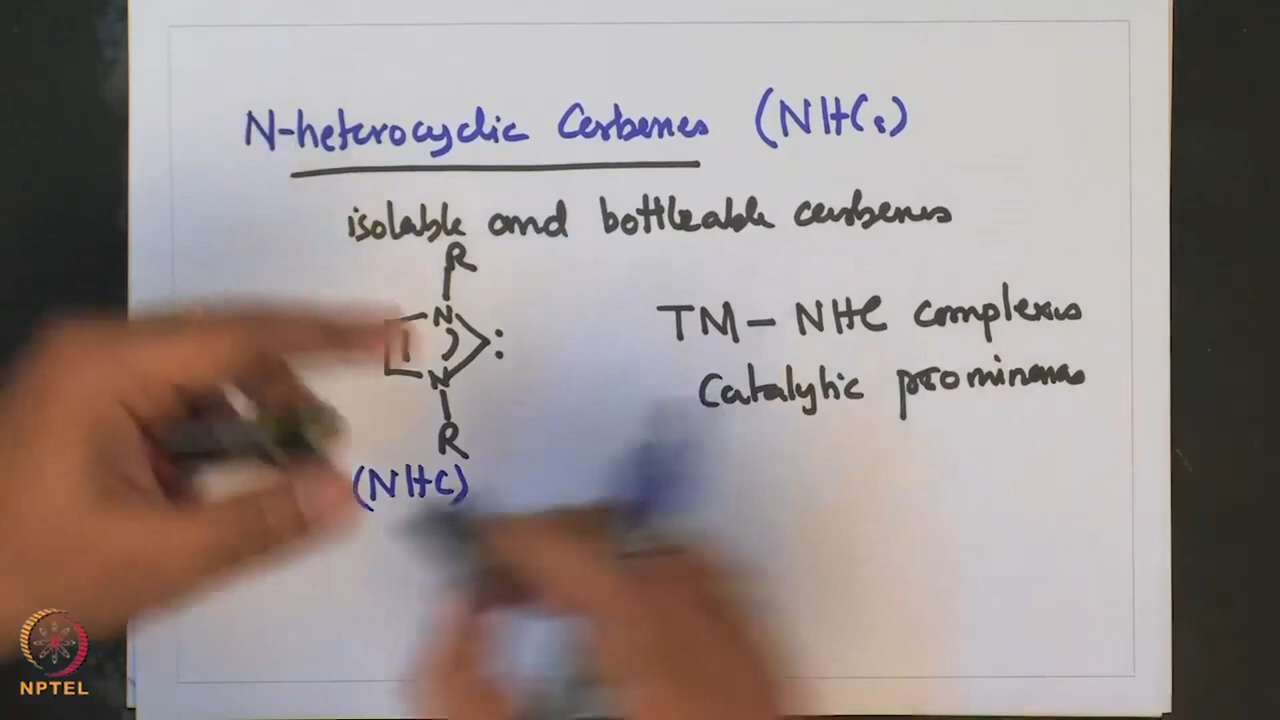 N-heterocyclic Carbenes (NHCs)
isolable and bottleable carbenes
R
N
N
R
(NHC)
TM - NHC complexes
Catalytic prominence
NPTEL